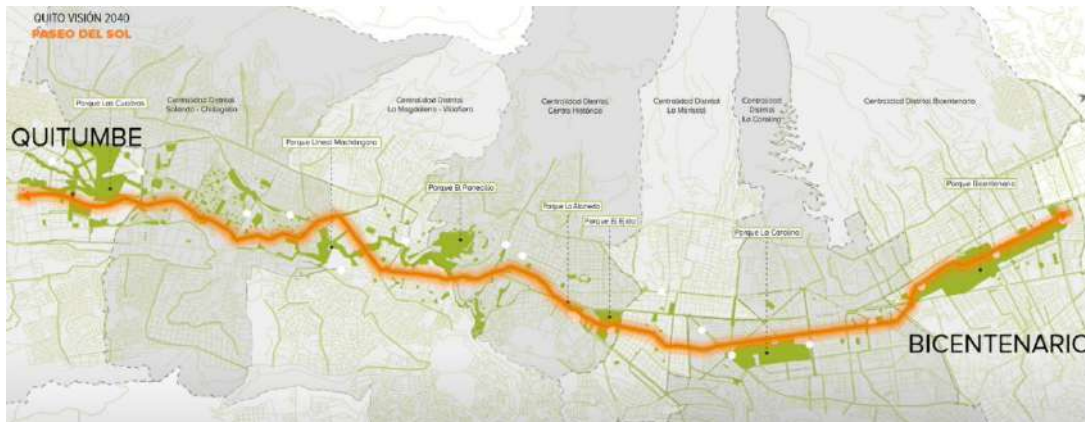 QUITO VISIÓN 2040
PASEO DEL SOL
Parque Las Cuadras
Centralidad Distrital
Solanda - Chillogallo
Centralidad Distrital
La Magdalena - Villaflora
Centralidad Distrital
Centro Histórico
Centralidad Distrital
La Mariscal
Centralidad
Distrital
La Carolina
Centralidad Distrital Bicentenario
QUITUMBE
Parque Lineal Machángara
Parque El Panecillo
Parque La Alameda
Parque El Ejido
Parque La Carolina
Parque Bicentenario
BICENTENARIO